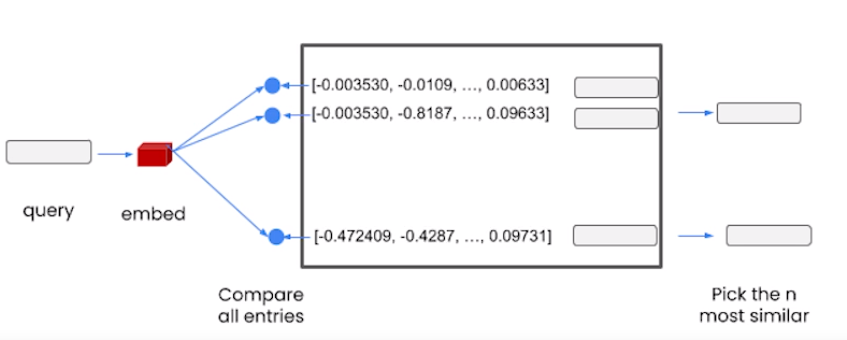 [-0.003530, -0.0109, ..., 0.00633]
[-0.003530, -0.8187, ..., 0.09633]
query
embed
[-0.472409, -0.4287, ..., 0.09731]
Compare
all entries
Pick the n
most similar